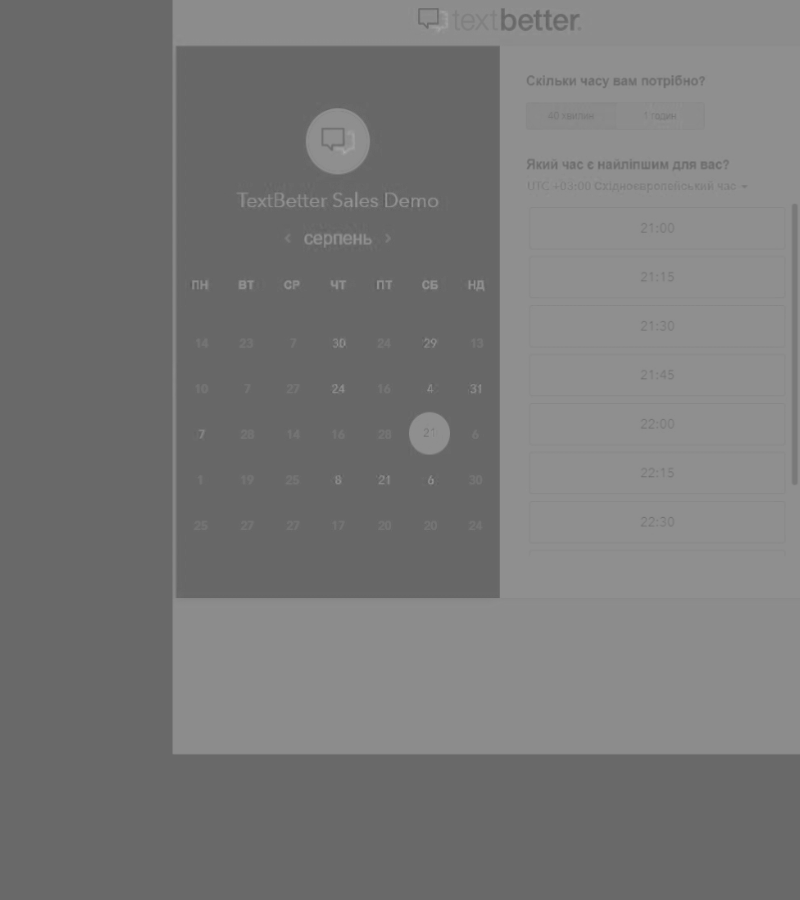 textbetter.
TextBetter Sales Demo
‹ серпень ›
ПН ВТ СР ЧТ ПТ СБ НД
14 23 7 30 24 29 13
10 7 27 24 16 4 31
7 28 14 16 28 21 6
1 19 25 8 21 6 30
25 27 27 17 20 20 24
Скільки часу вам потрібно?
40 хвилин 1 годин
Який час є найліпшим для вас?
UTC +03:00 Східноєвропейський час
21:00
21:15
21:30
21:45
22:00
22:15
22:30